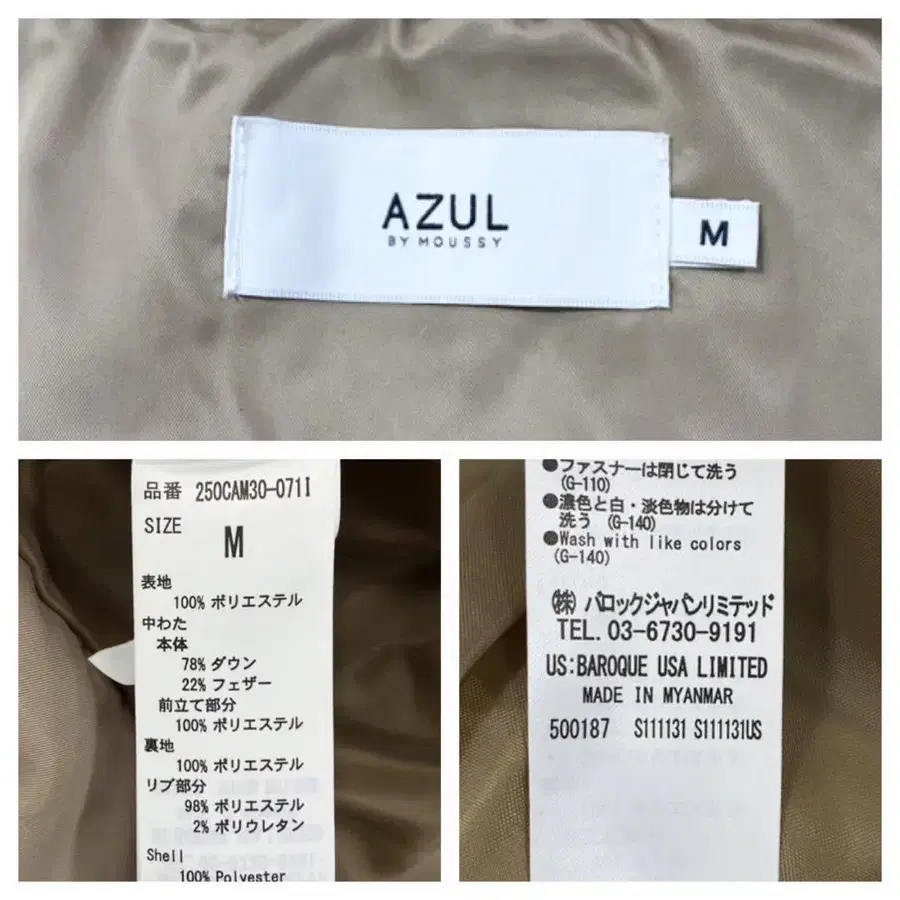 AZUL
BY MOUSSY
M
品番 250CAM30-071I
SIZE
M
表地
100% ポリエステル
中わた
本体
78% ダウン
22% フェザー
前立て部分
100% ポリエステル
裏地
100% ポリエステル
リブ部分
98% ポリエステル
2% ポリウレタン
Shell
100% Polyester
●ファスナーは閉じて洗う
(G-110)
●濃色と白・淡色物は分けて
洗う (G-140)
●Wash with like colors
(G-140)
㈱ バロックジャパンリミテッド
TEL. 03-6730-9191
US:BAROQUE USA LIMITED
MADE IN MYANMAR
500187 S111131 S111131US